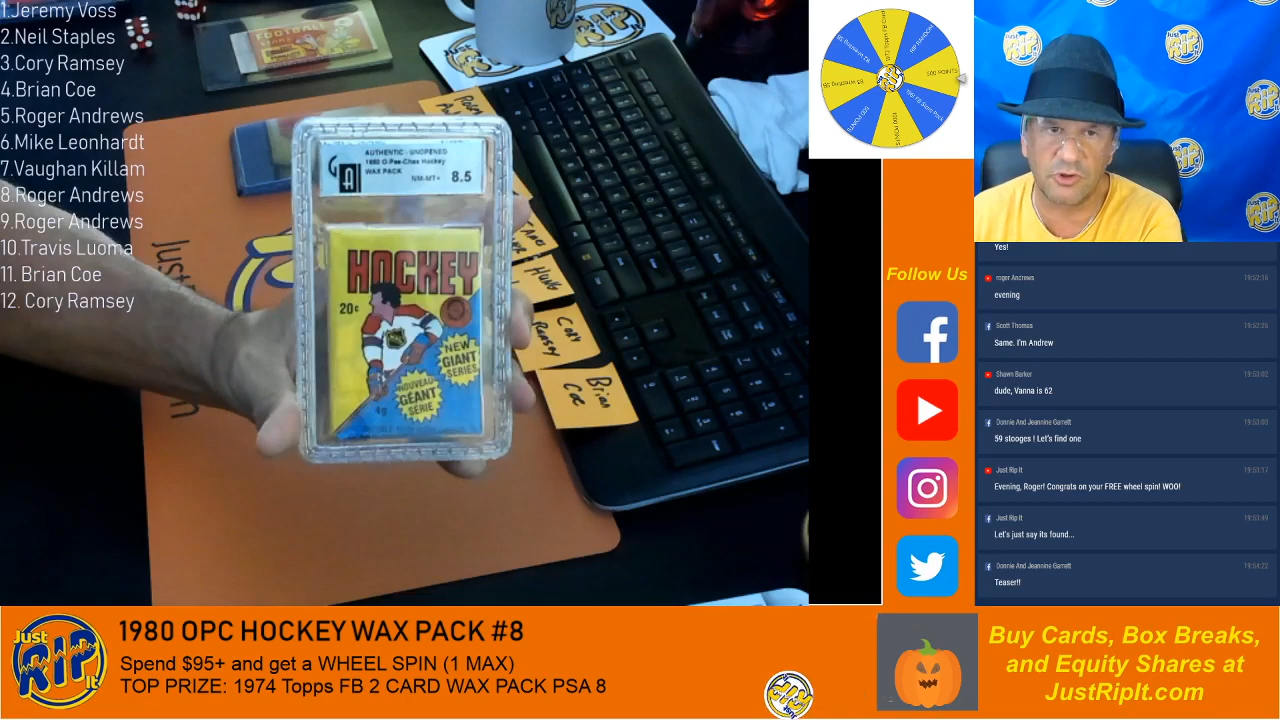 1.Jeremy Voss
2.Neil Staples
3.Cory Ramsey
4.Brian Coe
5.Roger Andrews
6.Mike Leonhardt
7.Vaughan Killam
8.Roger Andrews
9.Roger Andrews
10.Travis Luoma
11. Brian Coe
12. Cory Ramsey
FOOTBALL
AUTHENTIC - UNOPENED
1980 O-Pee-Chee Hockey
WAX PACK
NM-MT+ 8.5
GAI
HOCKEY
20¢
NEW
GIANT
SERIES
NOUVEAU
GÉANT
SERIE
Cory
Ramsey
Brian
Coe
Follow Us
Yes!
roger Andrews 19:52:16
evening
Scott Thomas 19:52:26
Same. I'm Andrew
Shawn Barker 19:53:02
dude, Vanna is 62
Donnie And Jeannine Garrett 19:53:03
59 stooges ! Let's find one
Just Rip It 19:53:17
Evening, Roger! Congrats on your FREE wheel spin! WOO!
Just Rip It 19:53:49
Let's just say its found...
Donnie And Jeannine Garrett 19:54:22
Teaser!!
Just
RIP
It
1980 OPC HOCKEY WAX PACK #8
Spend $95+ and get a WHEEL SPIN (1 MAX)
TOP PRIZE: 1974 Topps FB 2 CARD WAX PACK PSA 8
Buy Cards, Box Breaks,
and Equity Shares at
JustRipIt.com